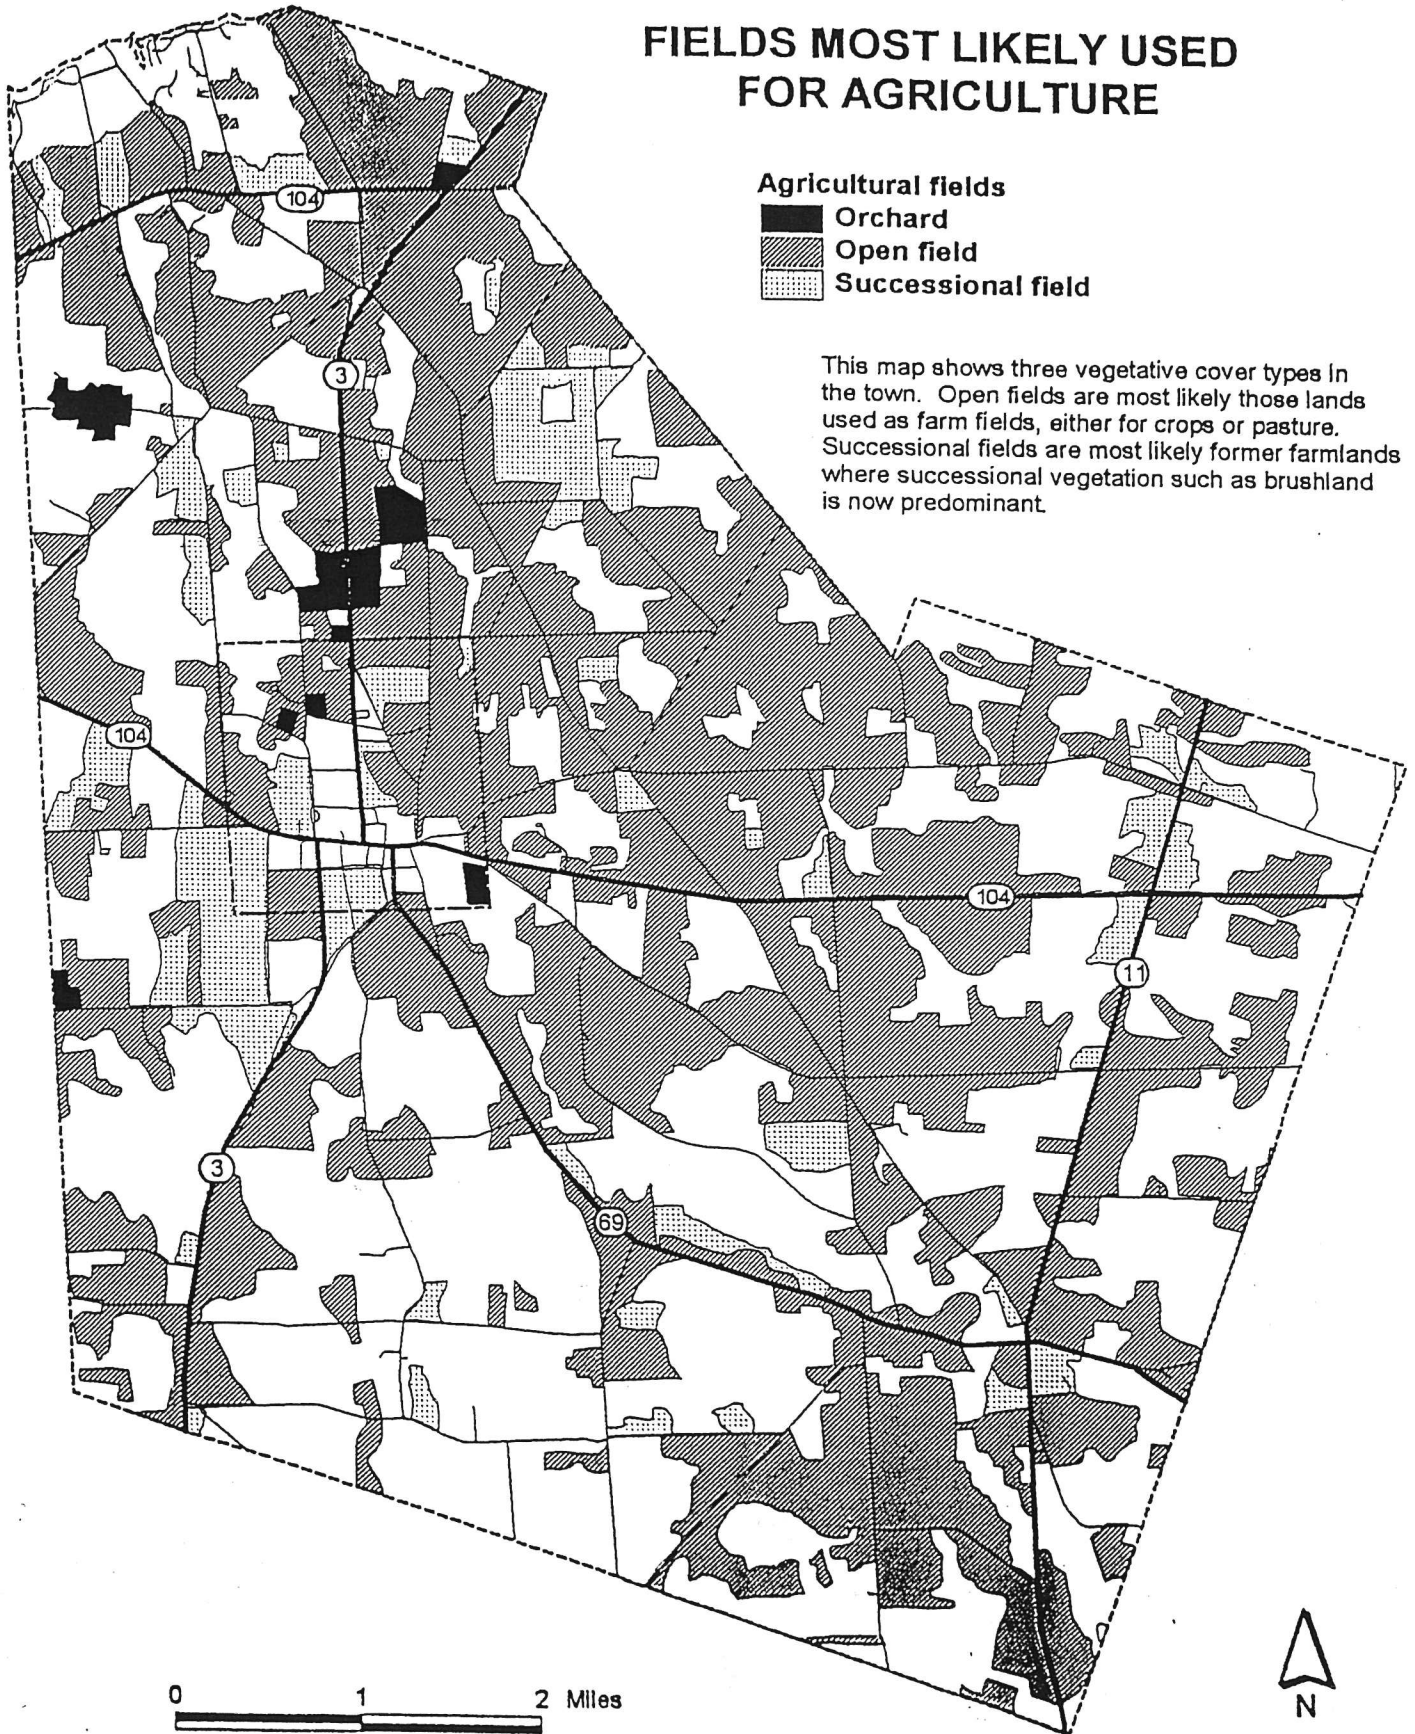 FIELDS MOST LIKELY USED
FOR AGRICULTURE
Agricultural fields
Orchard
Open field
Successional field
This map shows three vegetative cover types in
the town. Open fields are most likely those lands
used as farm fields, either for crops or pasture.
Successional fields are most likely former farmlands
where successional vegetation such as brushland
is now predominant.
104
3
104
104
11
3
69
0 1 2 Miles
N